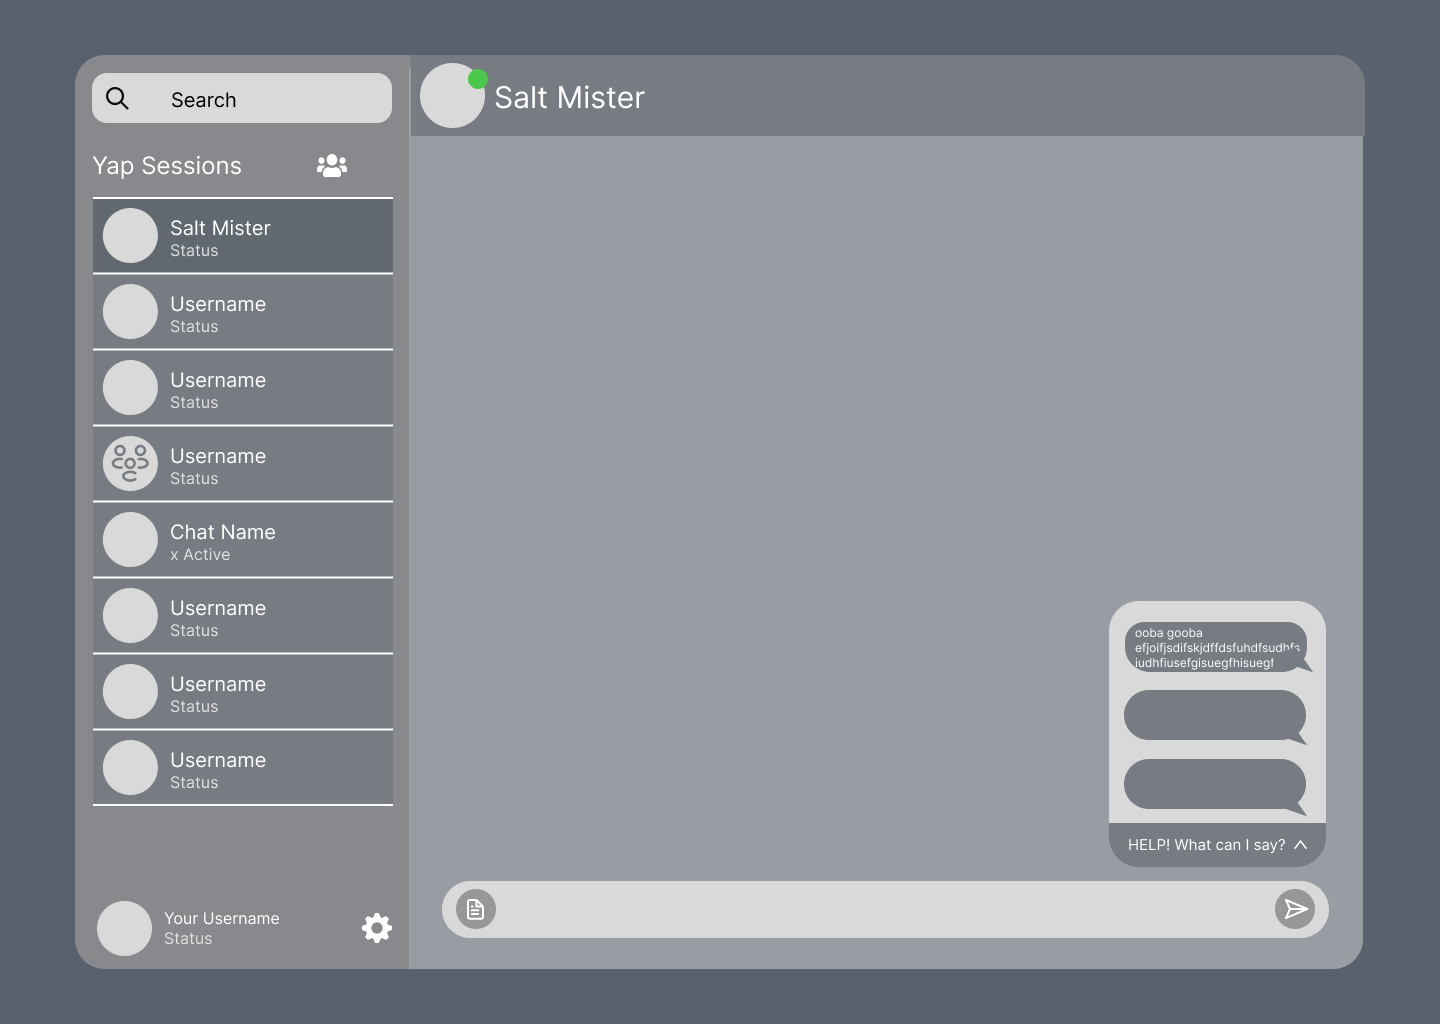 Search
Yap Sessions
Salt Mister
Status
Username
Status
Username
Status
Username
Status
Chat Name
x Active
Username
Status
Username
Status
Username
Status
Your Username
Status
Salt Mister
ooba gooba
efjoifjsdifskjdffdsfuhdfsudhfs
iudhfiusefgisuegfhisuegf
HELP! What can I say?